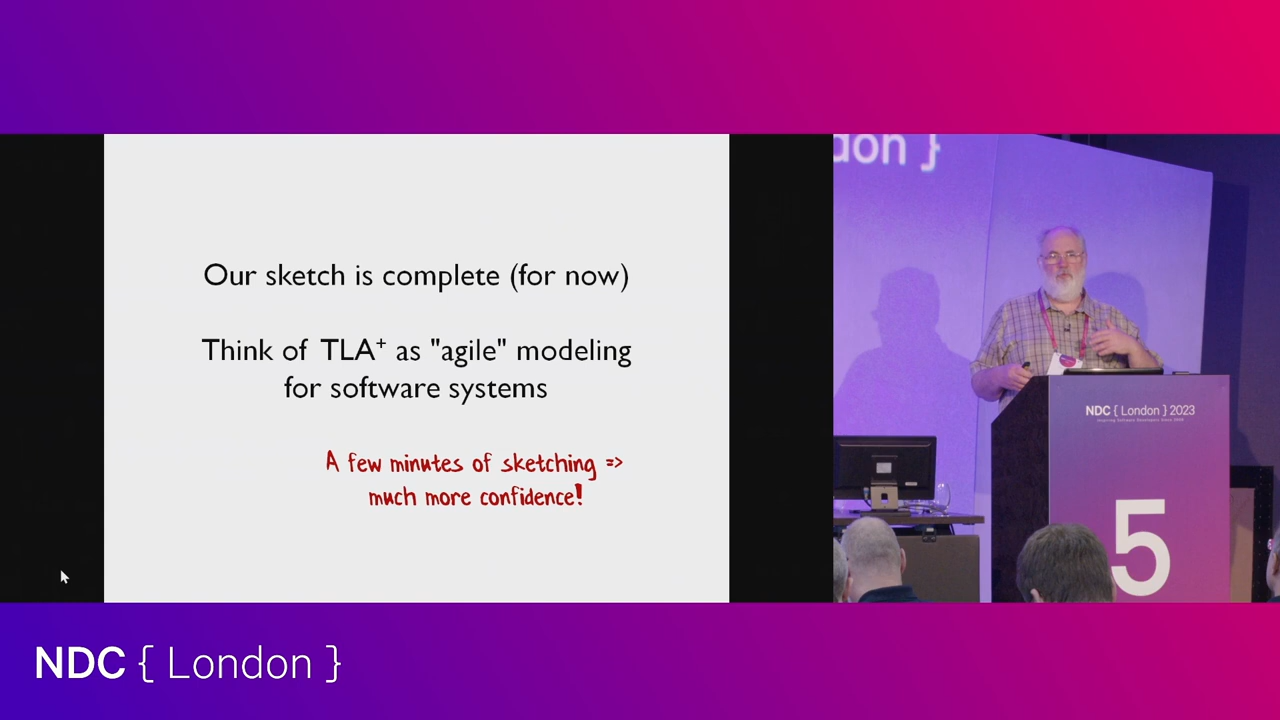 don }
Our sketch is complete (for now)
Think of TLA⁺ as "agile" modeling
for software systems
A few minutes of sketching =>
much more confidence!
NDC { London } 2023
5
NDC { London }